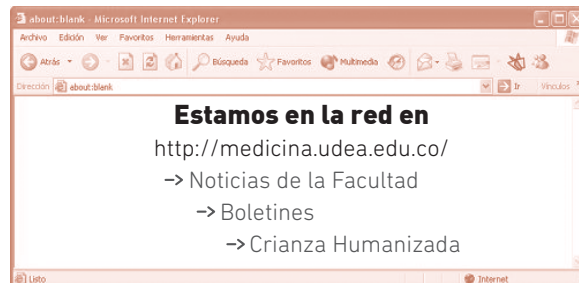 about:blank - Microsoft Internet Explorer
Archivo Edición Ver Favoritos Herramientas Ayuda
Atrás Búsqueda Favoritos Multimedia
Dirección about:blank Ir Vínculos
Estamos en la red en
http://medicina.udea.edu.co/
-> Noticias de la Facultad
-> Boletines
-> Crianza Humanizada
Listo Internet